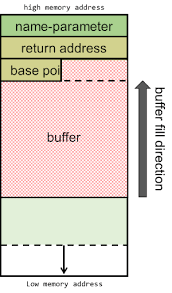 high memory address
name-parameter
return address
base poi
buffer
buffer fill direction
Low memory address